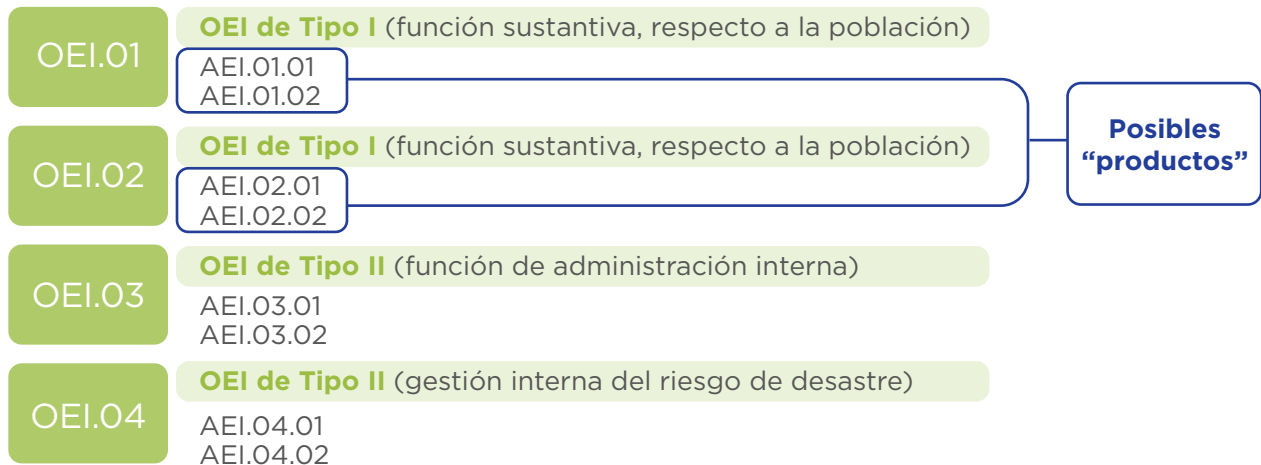 OEI.01
OEI de Tipo I (función sustantiva, respecto a la población)
AEI.01.01
AEI.01.02
OEI.02
OEI de Tipo I (función sustantiva, respecto a la población)
AEI.02.01
AEI.02.02
Posibles
“productos”
OEI.03
OEI de Tipo II (función de administración interna)
AEI.03.01
AEI.03.02
OEI.04
OEI de Tipo II (gestión interna del riesgo de desastre)
AEI.04.01
AEI.04.02